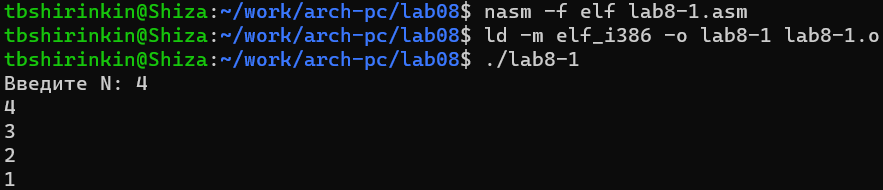 tbshirinkin@Shiza:~/work/arch-pc/lab08$ nasm -f elf lab8-1.asm
tbshirinkin@Shiza:~/work/arch-pc/lab08$ ld -m elf_i386 -o lab8-1 lab8-1.o
tbshirinkin@Shiza:~/work/arch-pc/lab08$ ./lab8-1
Введите N: 4
4
3
2
1